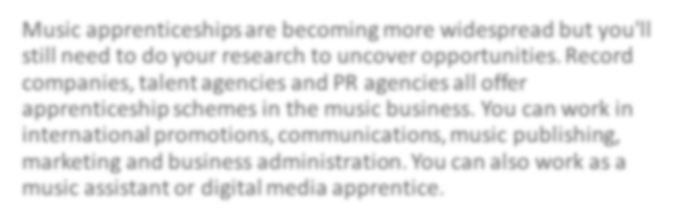 Music apprenticeships are becoming more widespread but you'll
still need to do your research to uncover opportunities. Record
companies, talent agencies and PR agencies all offer
apprenticeship schemes in the music business. You can work in
international promotions, communications, music publishing,
marketing and business administration. You can also work as a
music assistant or digital media apprentice.